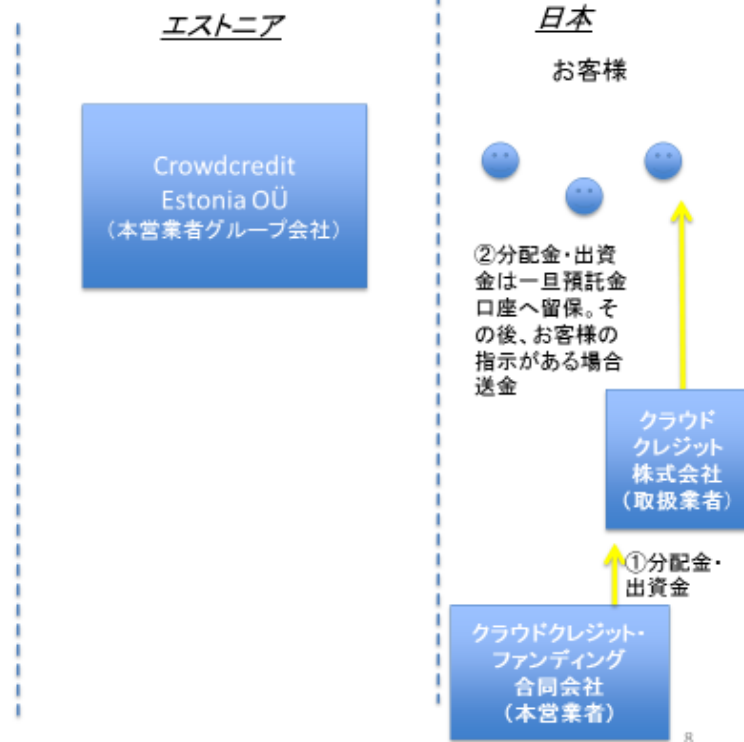 エストニア
日本
お客様
Crowdcredit
Estonia OÜ
（本営業者グループ会社）
②分配金・出資
金は一旦預託金
口座へ留保。そ
の後、お客様の
指示がある場合
送金
クラウド
クレジット
株式会社
（取扱業者）
①分配金・
出資金
クラウドクレジット・
ファンディング
合同会社
（本営業者）
8